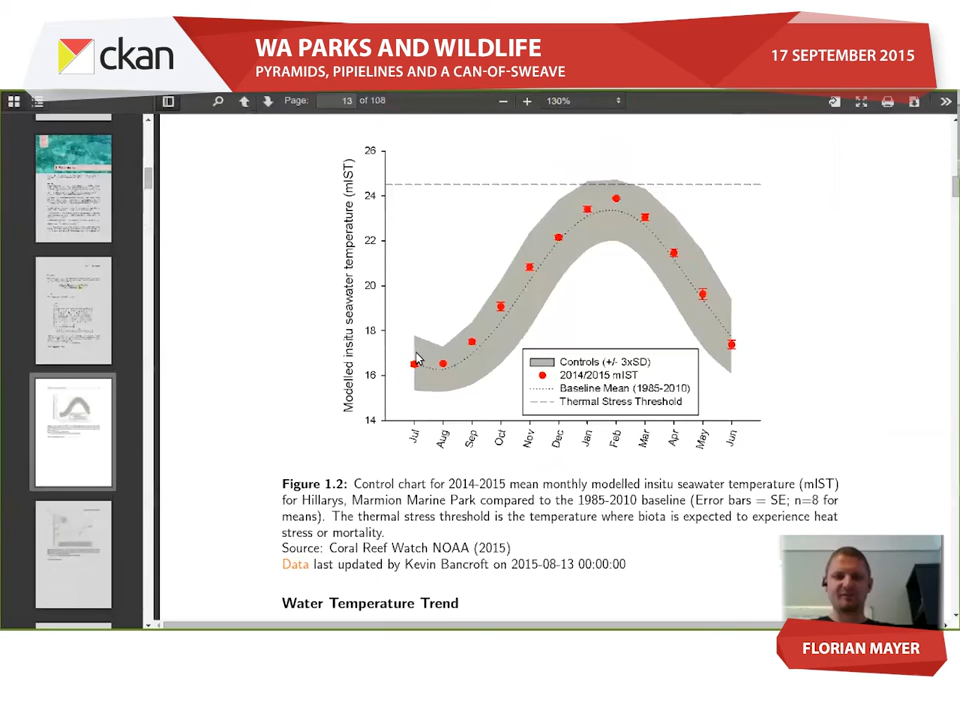 ckan
WA PARKS AND WILDLIFE
PYRAMIDS, PIPIELINES AND A CAN-OF-SWEAVE
17 SEPTEMBER 2015
Page: 13 of 108
130%
Modelled insitu seawater temperature (mIST)
26
24
22
20
18
16
14
Jul
Aug
Sep
Oct
Nov
Dec
Jan
Feb
Mar
Apr
May
Jun
Controls (+/- 3xSD)
2014/2015 mIST
Baseline Mean (1985-2010)
Thermal Stress Threshold
Figure 1.2: Control chart for 2014-2015 mean monthly modelled insitu seawater temperature (mIST)
for Hillarys, Marmion Marine Park compared to the 1985-2010 baseline (Error bars = SE; n=8 for
means). The thermal stress threshold is the temperature where biota is expected to experience heat
stress or mortality.
Source: Coral Reef Watch NOAA (2015)
Data last updated by Kevin Bancroft on 2015-08-13 00:00:00
Water Temperature Trend
FLORIAN MAYER